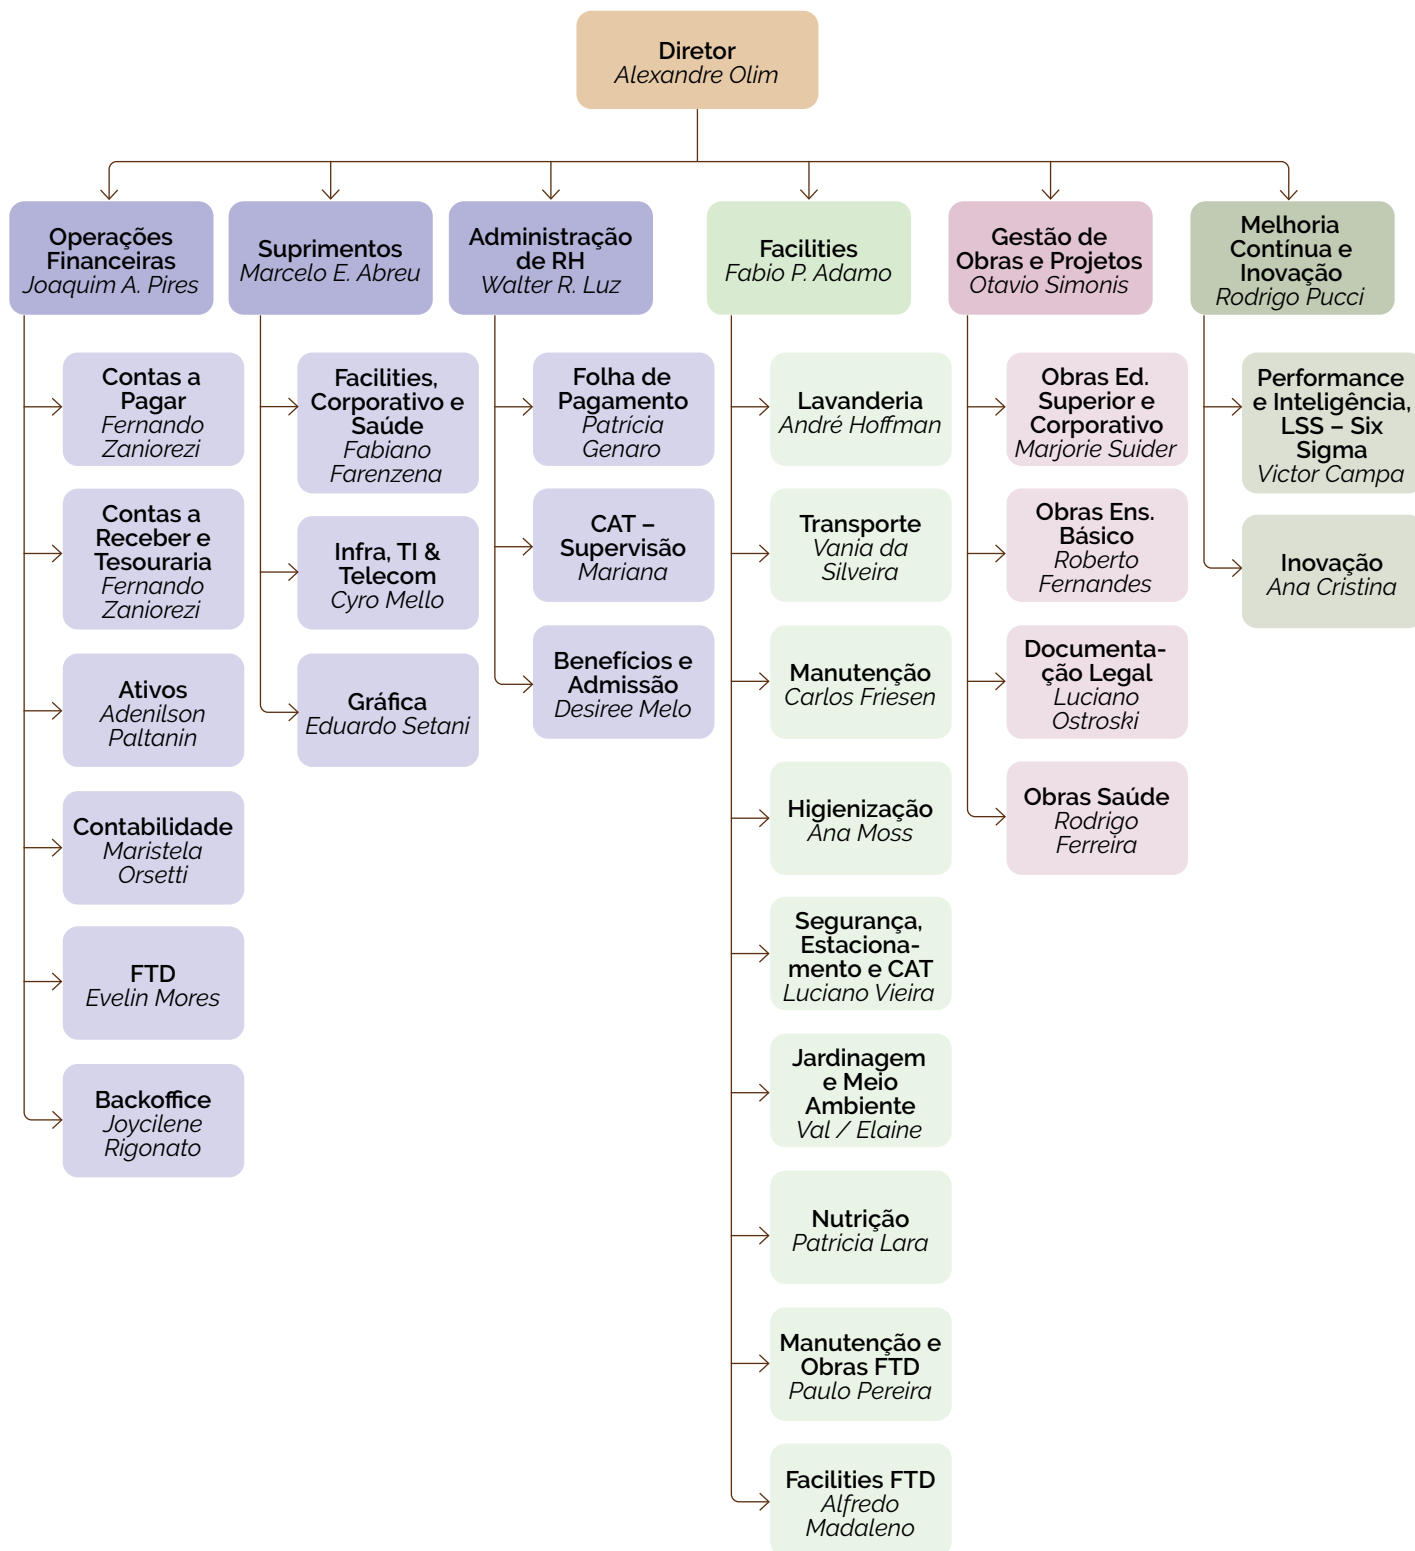 Diretor
Alexandre Olim
Operações
Financeiras
Joaquim A. Pires
Suprimentos
Marcelo E. Abreu
Administração
de RH
Walter R. Luz
Facilities
Fabio P. Adamo
Gestão de
Obras e Projetos
Otavio Simonis
Melhoria
Contínua e
Inovação
Rodrigo Pucci
Contas a
Pagar
Fernando
Zaniorezi
Contas a
Receber e
Tesouraria
Fernando
Zaniorezi
Ativos
Adenilson
Paltanin
Contabilidade
Maristela
Orsetti
FTD
Evelin Mores
Backoffice
Joycilene
Rigonato
Facilities,
Corporativo e
Saúde
Fabiano
Farenzena
Infra, TI &
Telecom
Cyro Mello
Gráfica
Eduardo Setani
Folha de
Pagamento
Patrícia
Genaro
CAT –
Supervisão
Mariana
Benefícios e
Admissão
Desiree Melo
Lavanderia
André Hoffman
Transporte
Vania da
Silveira
Manutenção
Carlos Friesen
Higienização
Ana Moss
Segurança,
Estaciona-
mento e CAT
Luciano Vieira
Jardinagem
e Meio
Ambiente
Val / Elaine
Nutrição
Patricia Lara
Manutenção e
Obras FTD
Paulo Pereira
Facilities FTD
Alfredo
Madaleno
Obras Ed.
Superior e
Corporativo
Marjorie Suider
Obras Ens.
Básico
Roberto
Fernandes
Documenta-
ção Legal
Luciano
Ostroski
Obras Saúde
Rodrigo
Ferreira
Performance
e Inteligência,
LSS – Six
Sigma
Victor Campa
Inovação
Ana Cristina